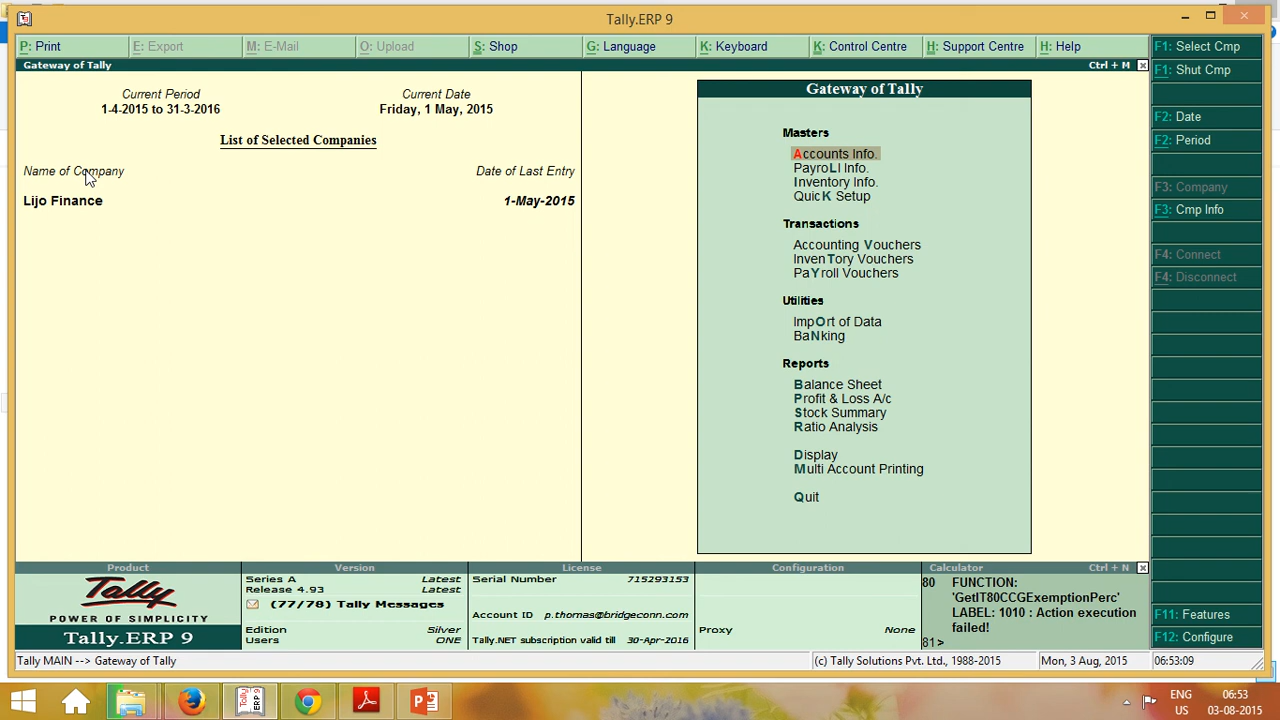 Tally.ERP 9
P: Print
E: Export
M: E-Mail
O: Upload
S: Shop
G: Language
K: Keyboard
K: Control Centre
H: Support Centre
H: Help
Gateway of Tally
Ctrl + M
Current Period
1-4-2015 to 31-3-2016
Current Date
Friday, 1 May, 2015
List of Selected Companies
Name of Company
Date of Last Entry
Lijo Finance
1-May-2015
Gateway of Tally
Masters
Accounts Info.
PayroLl Info.
Inventory Info.
QuicK Setup
Transactions
Accounting Vouchers
InvenTory Vouchers
PaYroll Vouchers
Utilities
ImpOrt of Data
BaNking
Reports
Balance Sheet
Profit & Loss A/c
Stock Summary
Ratio Analysis
Display
Multi Account Printing
Quit
F1: Select Cmp
F1: Shut Cmp
F2: Date
F2: Period
F3: Company
F3: Cmp Info
F4: Connect
F4: Disconnect
F11: Features
F12: Configure
Product
Tally
POWER OF SIMPLICITY
Tally.ERP 9
Version
Series A Latest
Release 4.93 Latest
(77/78) Tally Messages
Edition Silver
Users ONE
License
Serial Number 715293153
Account ID p.thomas@bridgeconn.com
Tally.NET subscription valid till 30-Apr-2016
Configuration
Proxy None
Calculator Ctrl + N
80 FUNCTION:
'GetIT80CCGExemptionPerc'
LABEL: 1010 : Action execution
failed!
81>
Tally MAIN --> Gateway of Tally
(c) Tally Solutions Pvt. Ltd., 1988-2015
Mon, 3 Aug, 2015
06:53:09
Tally
ERP 9
ENG
US
06:53
03-08-2015